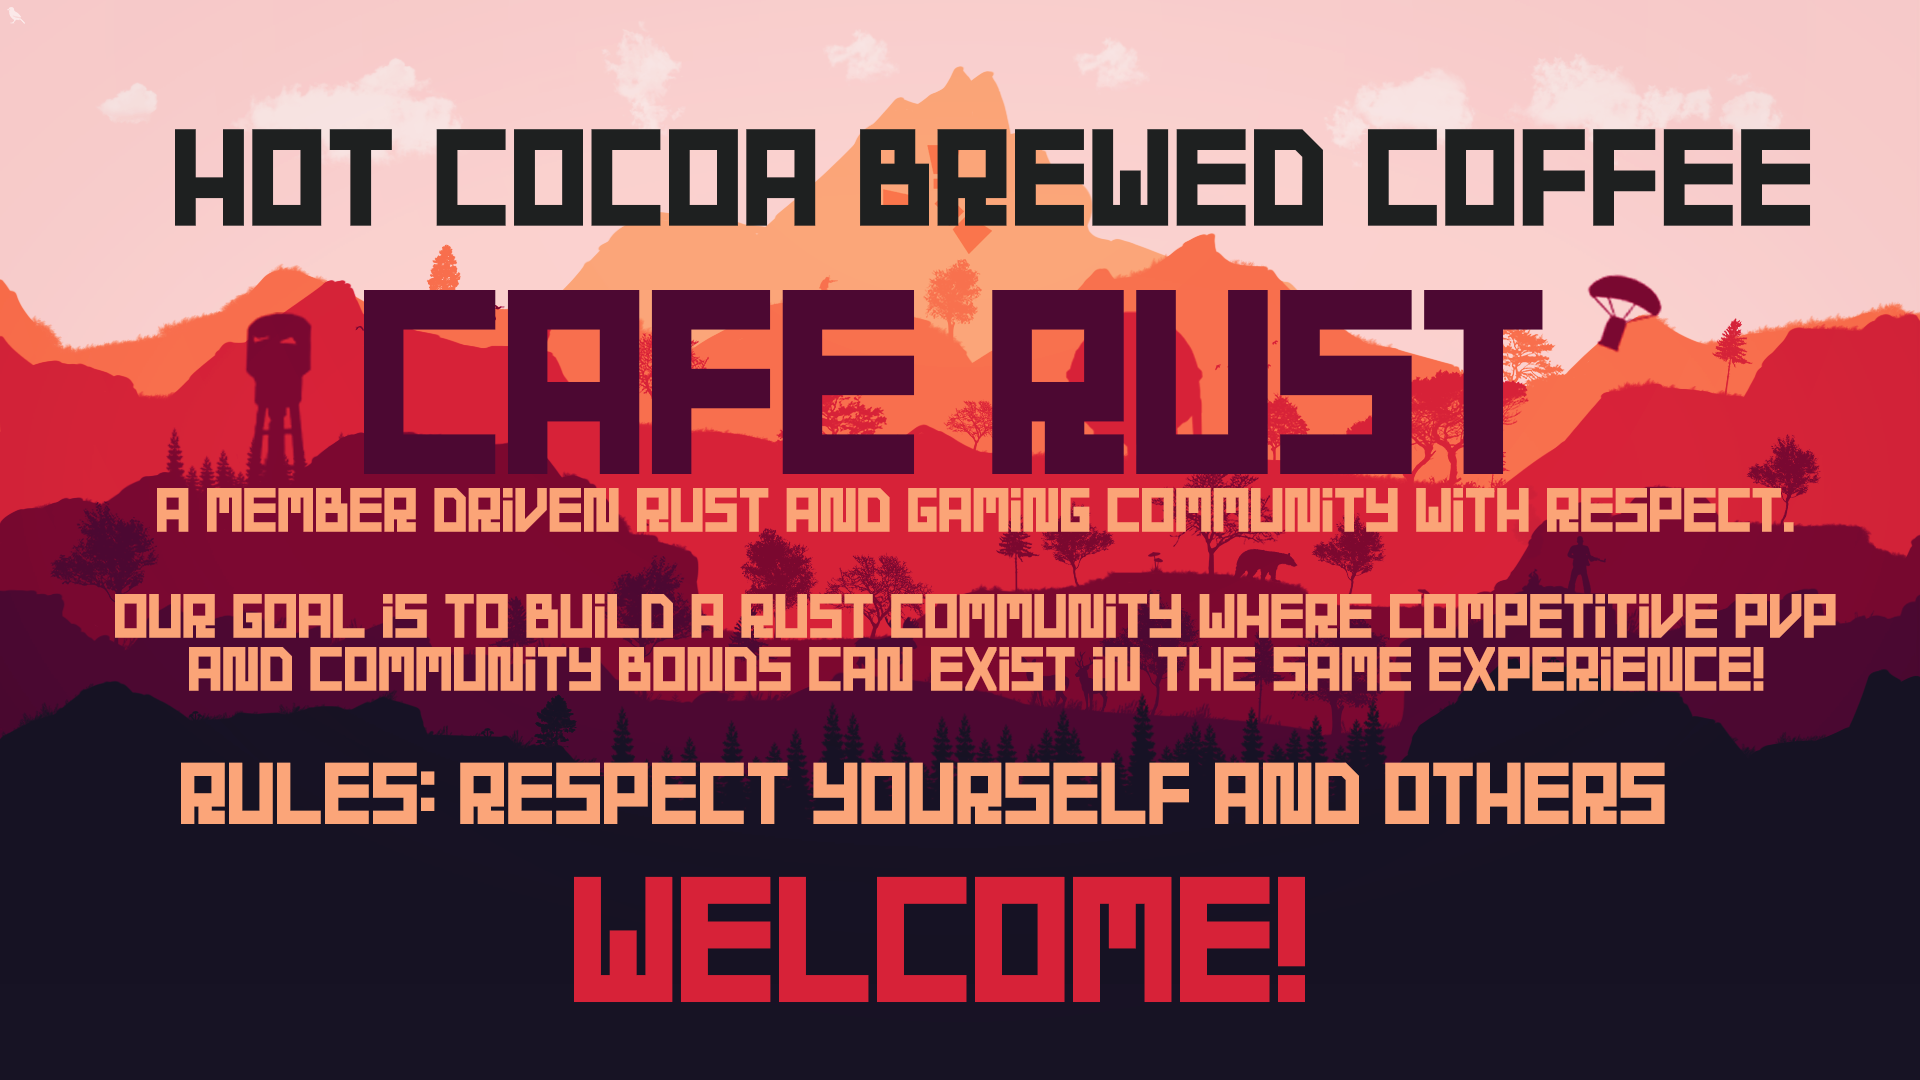 HOT COCOA BREWED COFFEE
CAFE RUST
A MEMBER DRiVEN RUST AND GAMiNG COMMUNiTY WiTH RESPECT.
OUR GOAL iS TO BUiLD A RUST COMMUNiTY WHERE COMPETiTiVE PVP
AND COMMUNiTY BONDS CAN EXiST iN THE SAME EXPERiENCE!
RULES: RESPECT YOURSELF AND OTHERS
WELCOME!